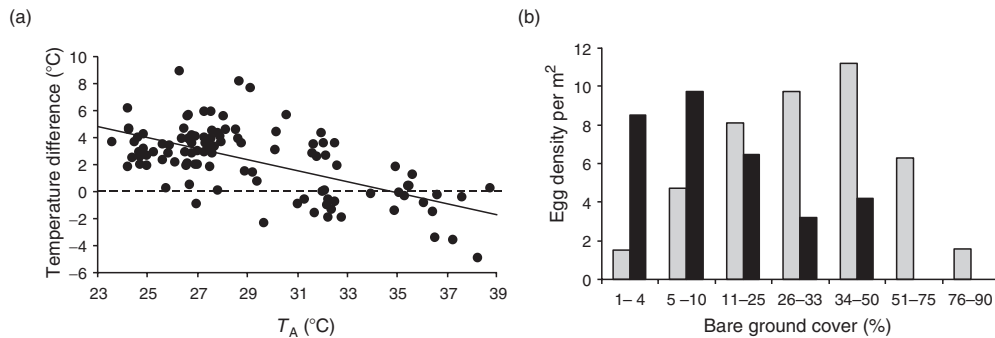 (a)
Temperature difference (°C)
10
8
6
4
2
0
−2
−4
−6
23 25 27 29 31 33 35 37 39
TA (°C)
(b)
Egg density per m²
12
10
8
6
4
2
0
1– 4 5 –10 11–25 26–33 34–50 51–75 76–90
Bare ground cover (%)